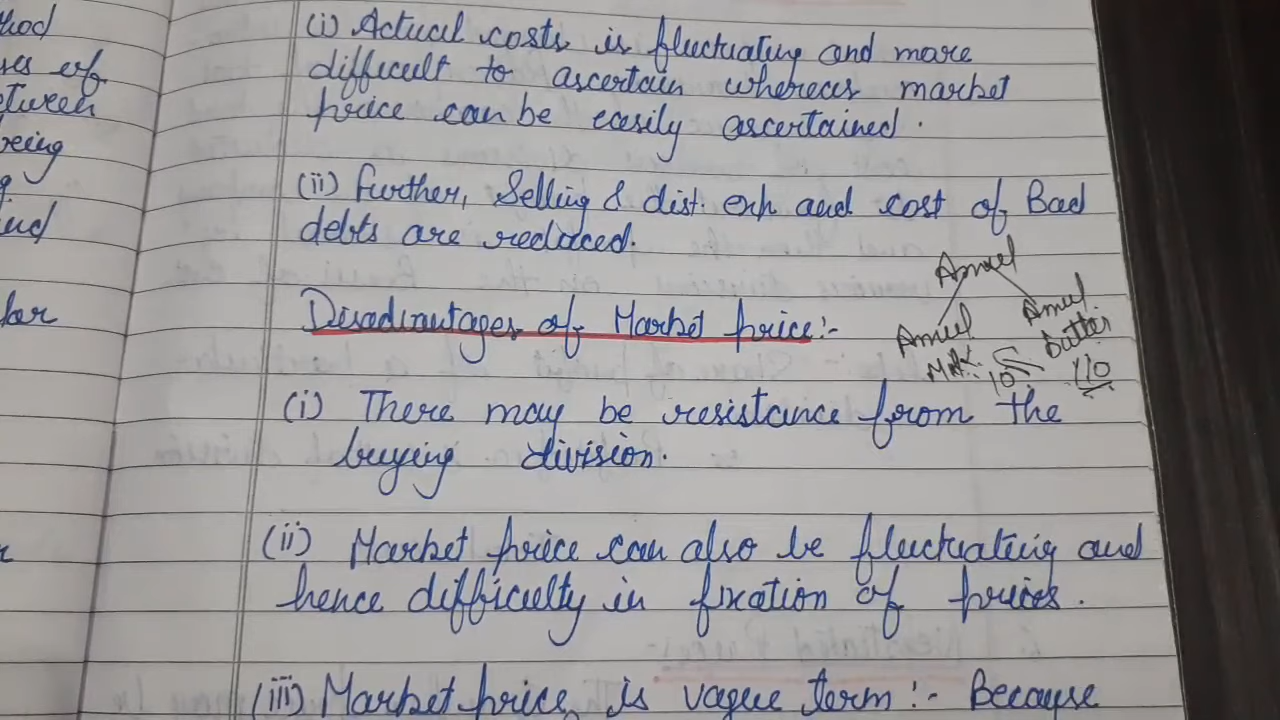 (i) Actual costs is fluctuating and more
difficult to ascertain whereas market
price can be easily ascertained.
(ii) Further, Selling & dist. exp and cost of Bad
debts are reduced.
Amul
Disadvantages of Market price:-
Amul
Amul
butter
10
110
(i) There may be resistance from the
buying division.
(ii) Market price can also be fluctuating and
hence difficulty in fixation of prices.
(iii) Market price is vague term:- Because